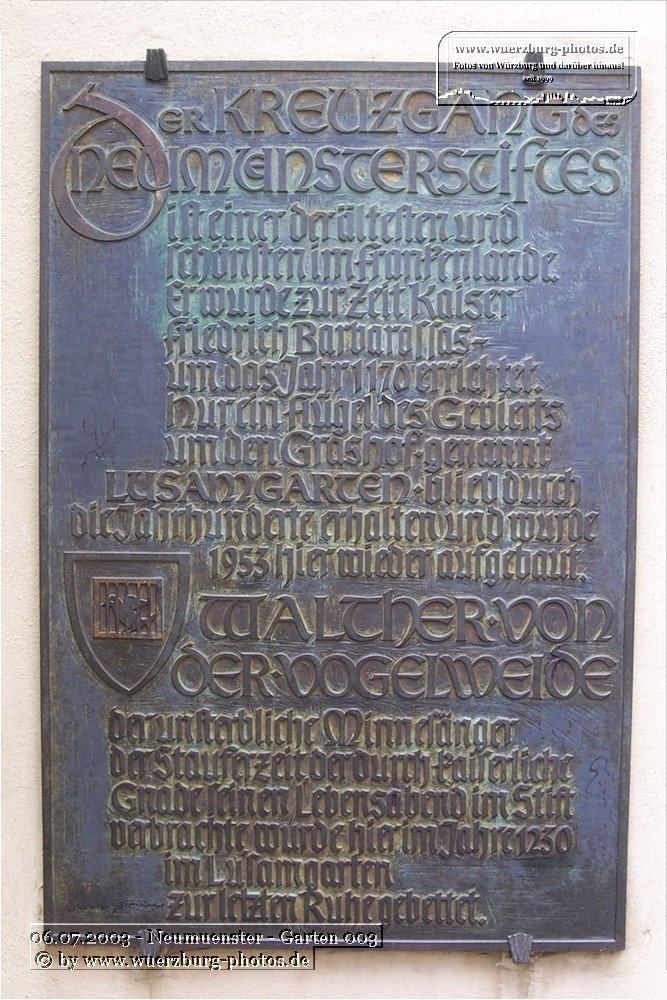 www.wuerzburg-photos.de
Fotos von Würzburg und darüber hinaus!
seit 1999
DER KREUZGANG DES
NEUMÜNSTERSTIFTES
ist einer der ältesten und
schönsten im Frankenlande.
Er wurde zur Zeit Kaiser
Friedrich Barbarossas-
um das Jahr 1170 errichtet.
Nur ein Flügel des Gevierts
um den Grashof·genannt
LUSAMGARTEN·blieb durch
die Jahrhunderte erhalten und wurde
1953 hier wieder aufgebaut.
WALTHER·VON
DER·VOGELWEIDE
der unsterbliche Minnesänger
der Stauferzeit der durch kaiserliche
Gnade seinen Lebensabend im Stift
verbrachte wurde hier im Jahre 1230
im Lusamgarten
zur letzten Ruhe gebettet.
06.07.2003 - Neumuenster - Garten 003
© by www.wuerzburg-photos.de